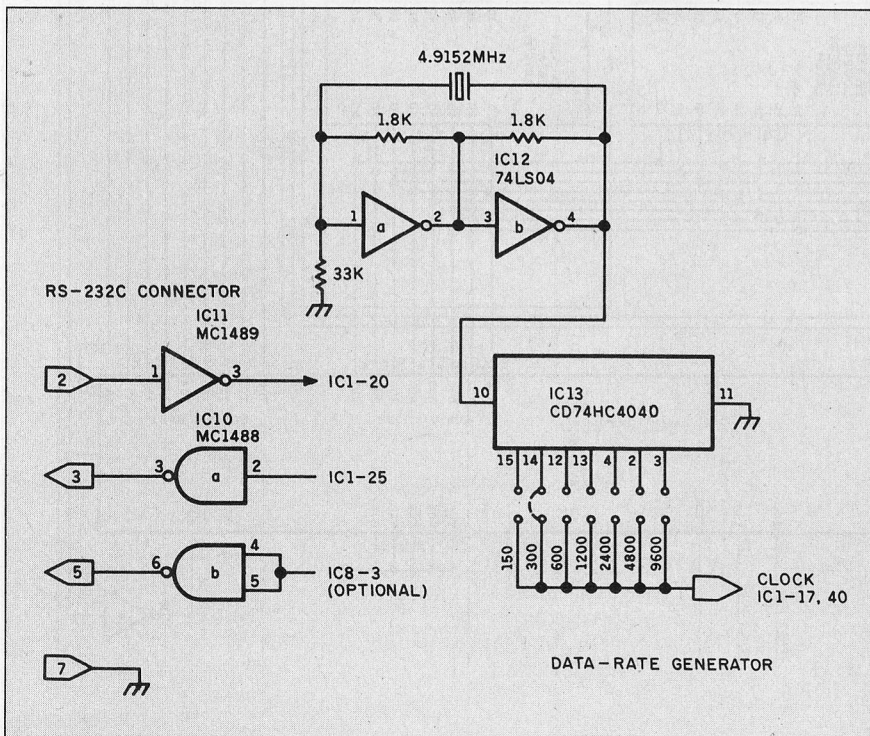 4.9152MHz
1.8K
1.8K
IC12
74LS04
1
a
2
3
b
4
33K
RS-232C CONNECTOR
IC11
MC1489
2
1
3
IC1-20
IC10
MC1488
3
3
a
2
IC1-25
5
6
b
4
5
IC8-3
(OPTIONAL)
7
10
IC13
CD74HC4040
11
15 14 12 13 4 2 3
150
300
600
1200
2400
4800
9600
CLOCK
IC1-17, 40
DATA-RATE GENERATOR